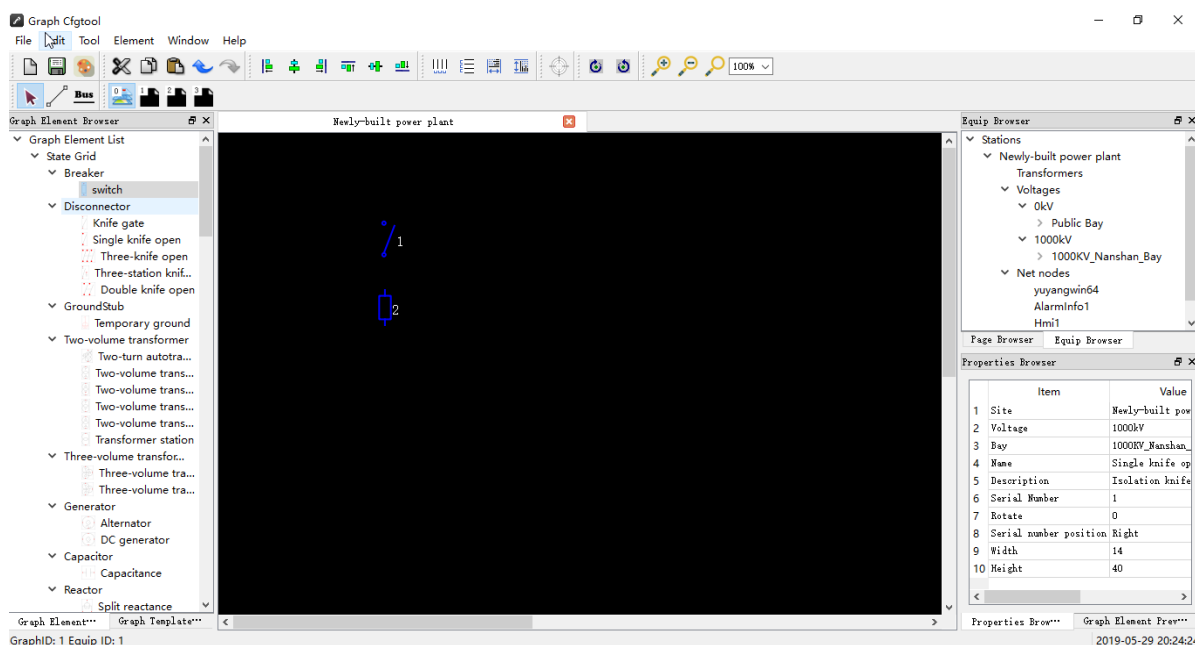 Graph Cfgtool
File Edit Tool Element Window Help
100%
Bus 0 1 2 3
Graph Element Browser
Graph Element List
State Grid
Breaker
switch
Disconnector
Knife gate
Single knife open
Three-knife open
Three-station knif...
Double knife open
GroundStub
Temporary ground
Two-volume transformer
Two-turn autotra...
Two-volume trans...
Two-volume trans...
Two-volume trans...
Two-volume trans...
Transformer station
Three-volume transfor...
Three-volume tra...
Three-volume tra...
Generator
Alternator
DC generator
Capacitor
Capacitance
Reactor
Split reactance
Graph Element... Graph Template...
Newly-built power plant
1
2
Equip Browser
Stations
Newly-built power plant
Transformers
Voltages
0kV
Public Bay
1000kV
1000KV_Nanshan_Bay
Net nodes
yuyangwin64
AlarmInfo1
Hmi1
Page Browser Equip Browser
Properties Browser
Item Value
1 Site Newly-built pow
2 Voltage 1000kV
3 Bay 1000KV_Nanshan_
4 Name Single knife op
5 Description Isolation knife
6 Serial Number 1
7 Rotate 0
8 Serial number position Right
9 Width 14
10 Height 40
Properties Brow... Graph Element Prev...
GraphID: 1 Equip ID: 1
2019-05-29 20:24:24